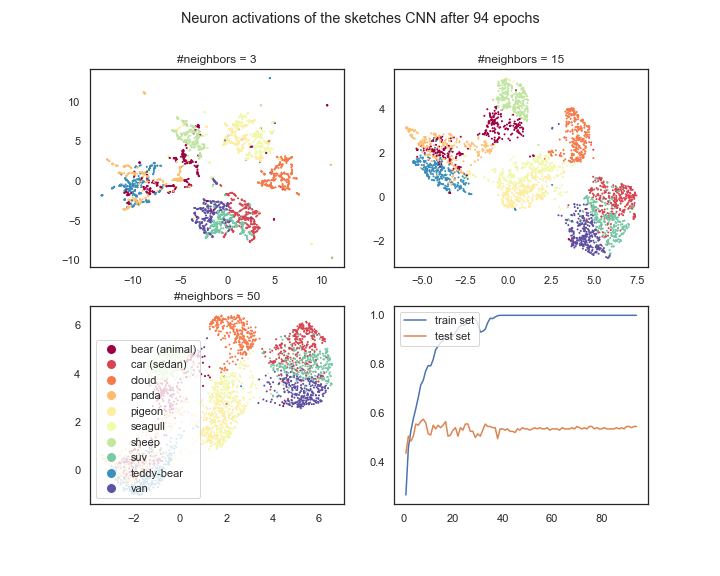 Neuron activations of the sketches CNN after 94 epochs
#neighbors = 3
10
5
0
−5
−10
−10
−5
0
5
10
#neighbors = 15
4
2
0
−2
−5.0
−2.5
0.0
2.5
5.0
7.5
#neighbors = 50
6
4
2
0
−2
0
2
4
6
bear (animal)
car (sedan)
cloud
panda
pigeon
seagull
sheep
suv
teddy-bear
van
1.0
0.8
0.6
0.4
0
20
40
60
80
train set
test set